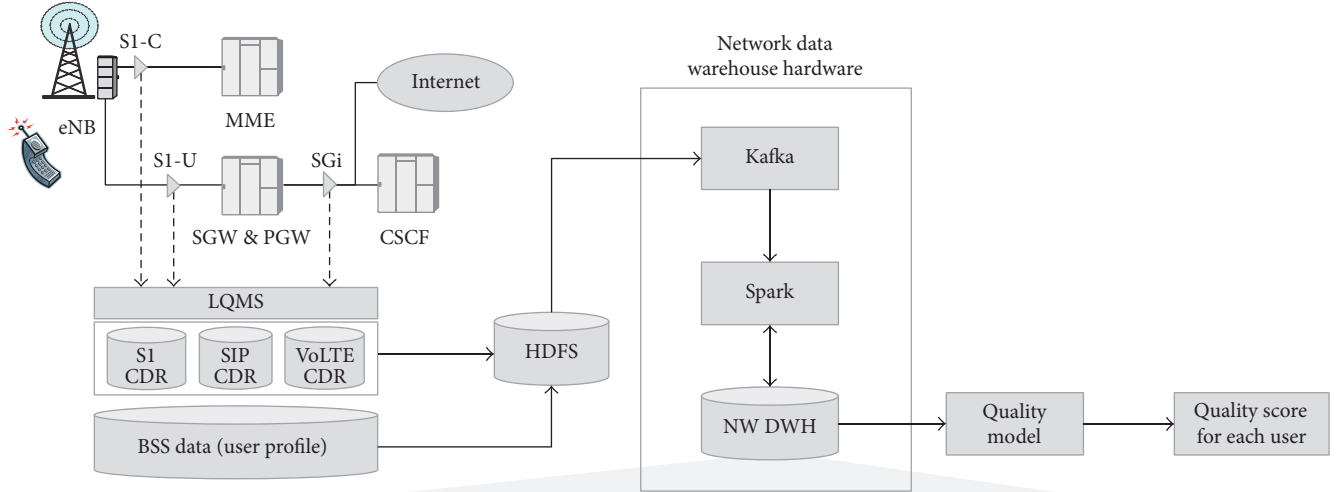 S1-C
MME
eNB
Internet
S1-U
SGi
SGW & PGW
CSCF
LQMS
S1
CDR
SIP
CDR
VoLTE
CDR
BSS data (user profile)
HDFS
Network data
warehouse hardware
Kafka
Spark
NW DWH
Quality
model
Quality score
for each user